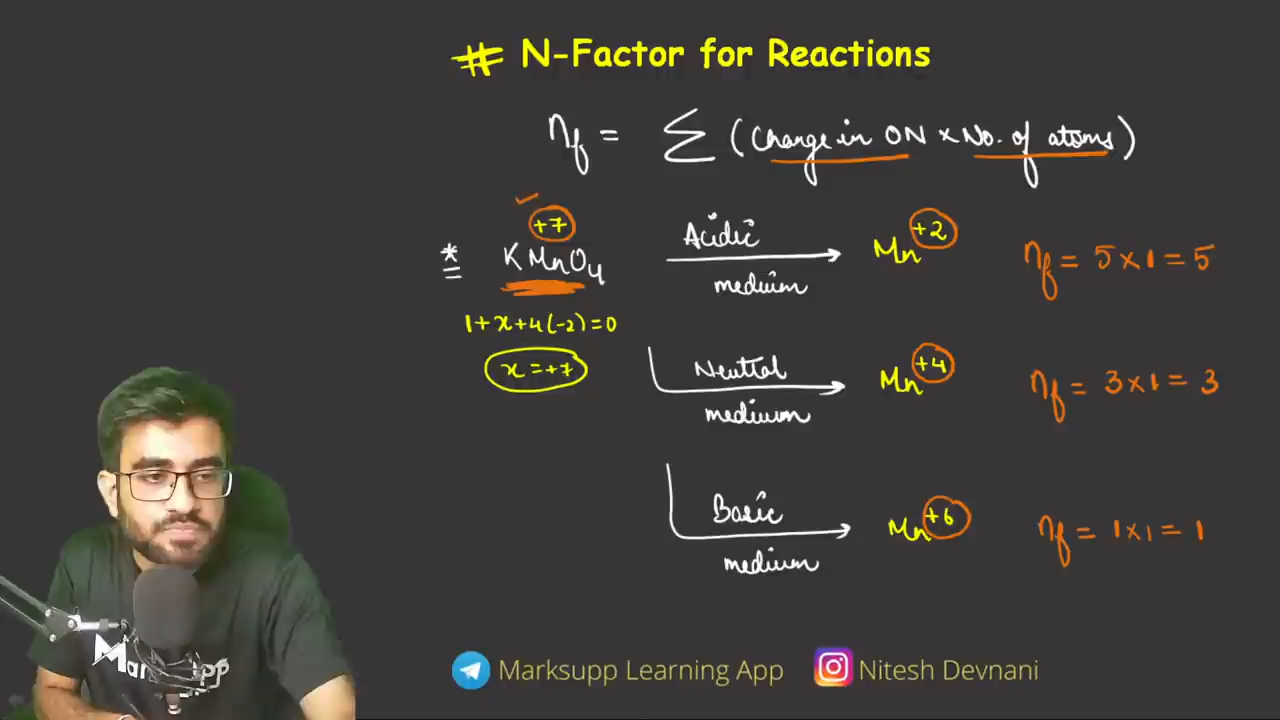 # N-Factor for Reactions
nf = Σ (Change in ON × No. of atoms)
* KMnO4 +7 Acidic medium Mn+2 nf = 5×1 = 5
1+x+4(-2)=0
x = +7
Neutral medium Mn+4 nf = 3×1 = 3
Basic medium Mn+6 nf = 1×1 = 1
Marksupp Learning App Nitesh Devnani